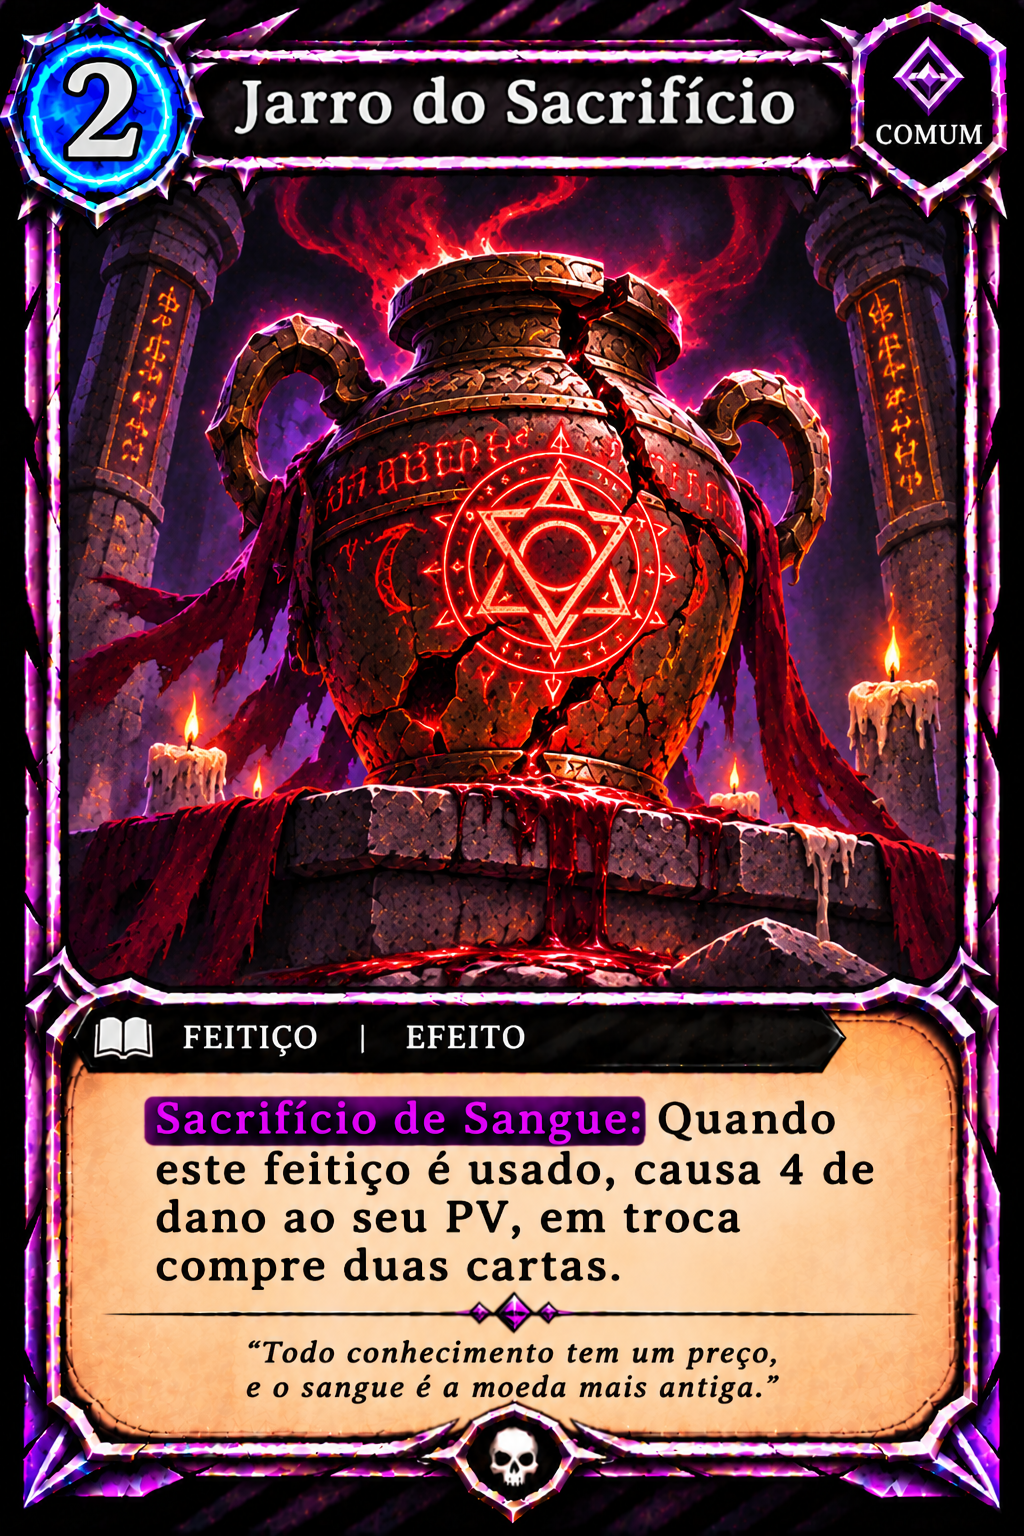 2
Jarro do Sacrifício
COMUM
FEITIÇO | EFEITO
Sacrifício de Sangue: Quando
este feitiço é usado, causa 4 de
dano ao seu PV, em troca
compre duas cartas.
“Todo conhecimento tem um preço,
e o sangue é a moeda mais antiga.”